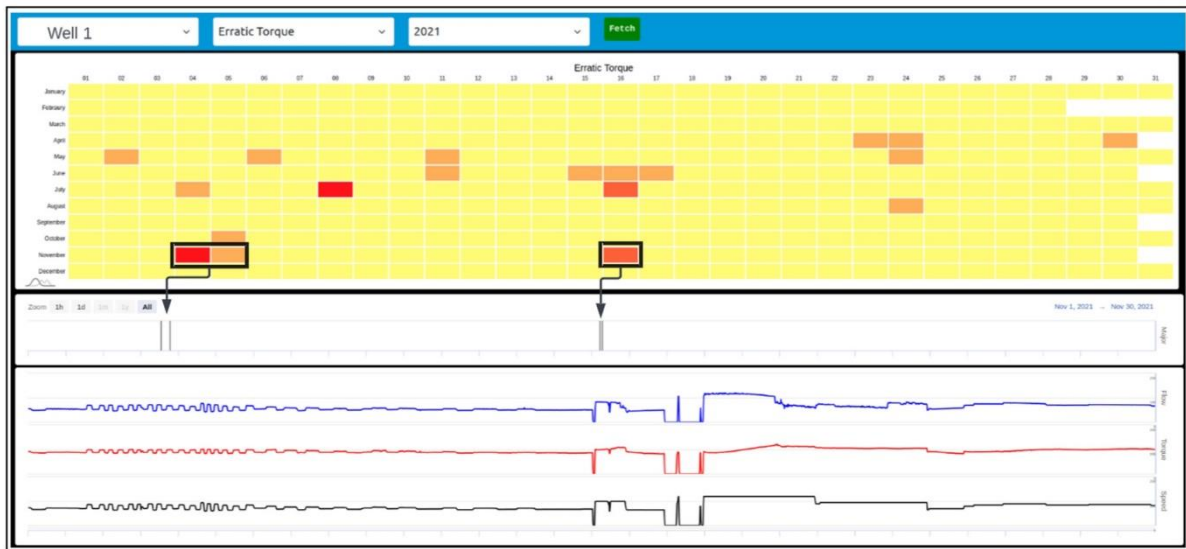 Well 1 Erratic Torque 2021 Fetch
Erratic Torque
01 02 03 04 05 06 07 08 09 10 11 12 13 14 15 16 17 18 19 20 21 22 23 24 25 26 27 28 29 30 31
January
February
March
April
May
June
July
August
September
October
November
December
Zoom 1h 1d 1m 1y All Nov 1, 2021 → Nov 30, 2021
Major
Flow
Torque
Speed